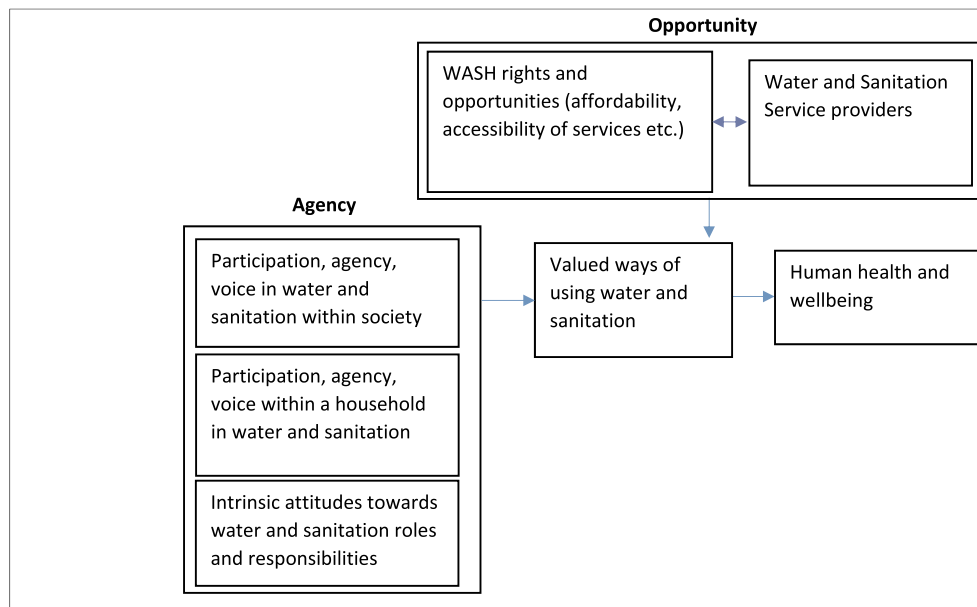 Opportunity
WASH rights and
opportunities (affordability,
accessibility of services etc.)
Water and Sanitation
Service providers
Agency
Participation, agency,
voice in water and
sanitation within society
Participation, agency,
voice within a household
in water and sanitation
Intrinsic attitudes towards
water and sanitation roles
and responsibilities
Valued ways of
using water and
sanitation
Human health and
wellbeing